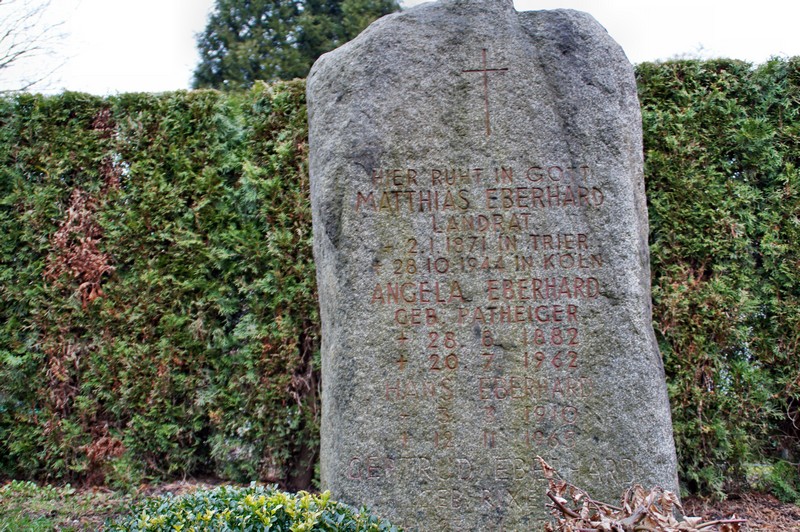 HIER RUHT IN GOTT
MATTHIAS EBERHARD
LANDRAT
* 2.1.1871 IN TRIER
+ 28.10.1944 IN KÖLN
ANGELA EBERHARD
GEB. PATHEIGER
* 28. 8. 1882
+ 20. 7. 1962
HANS EBERHARD
GERTRUD EBERHARD
GEB.